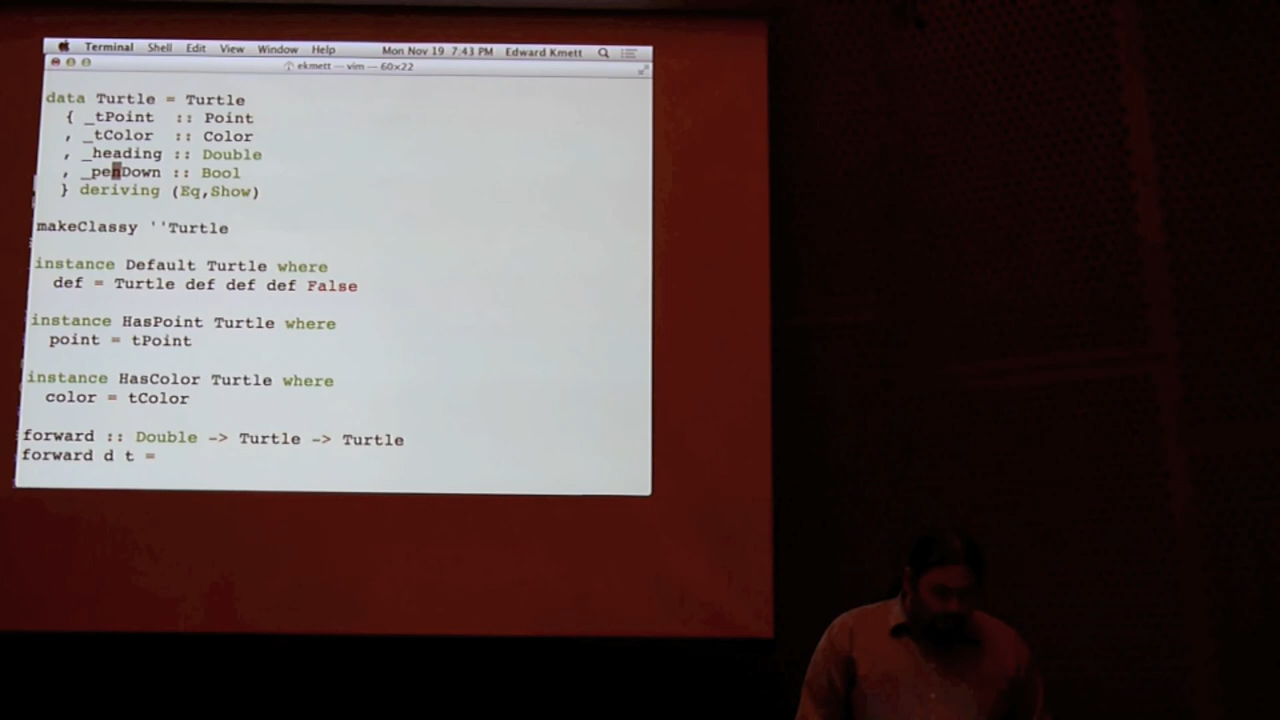 Terminal Shell Edit View Window Help Mon Nov 19 7:43 PM Edward Kmett
ekmett — vim — 60×22
data Turtle = Turtle
{ _tPoint :: Point
, _tColor :: Color
, _heading :: Double
, _penDown :: Bool
} deriving (Eq,Show)
makeClassy ''Turtle
instance Default Turtle where
def = Turtle def def def False
instance HasPoint Turtle where
point = tPoint
instance HasColor Turtle where
color = tColor
forward :: Double -> Turtle -> Turtle
forward d t =